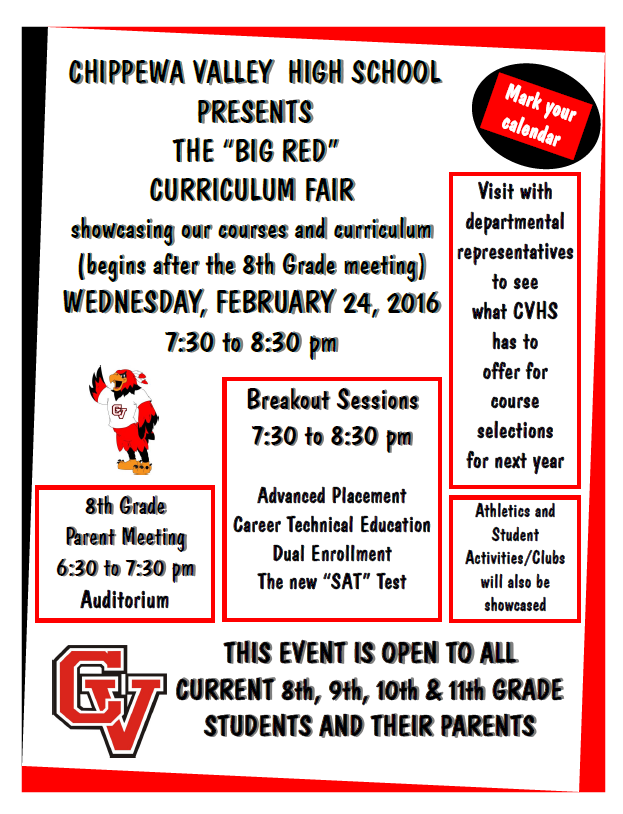 CHIPPEWA VALLEY HIGH SCHOOL
PRESENTS
THE “BIG RED”
CURRICULUM FAIR
showcasing our courses and curriculum
(begins after the 8th Grade meeting)
WEDNESDAY, FEBRUARY 24, 2016
7:30 to 8:30 pm
Mark your
calendar
Visit with
departmental
representatives
to see
what CVHS
has to
offer for
course
selections
for next year
CV
Breakout Sessions
7:30 to 8:30 pm
Advanced Placement
Career Technical Education
Dual Enrollment
The new “SAT” Test
8th Grade
Parent Meeting
6:30 to 7:30 pm
Auditorium
Athletics and
Student
Activities/Clubs
will also be
showcased
CV
THIS EVENT IS OPEN TO ALL
CURRENT 8th, 9th, 10th & 11th GRADE
STUDENTS AND THEIR PARENTS